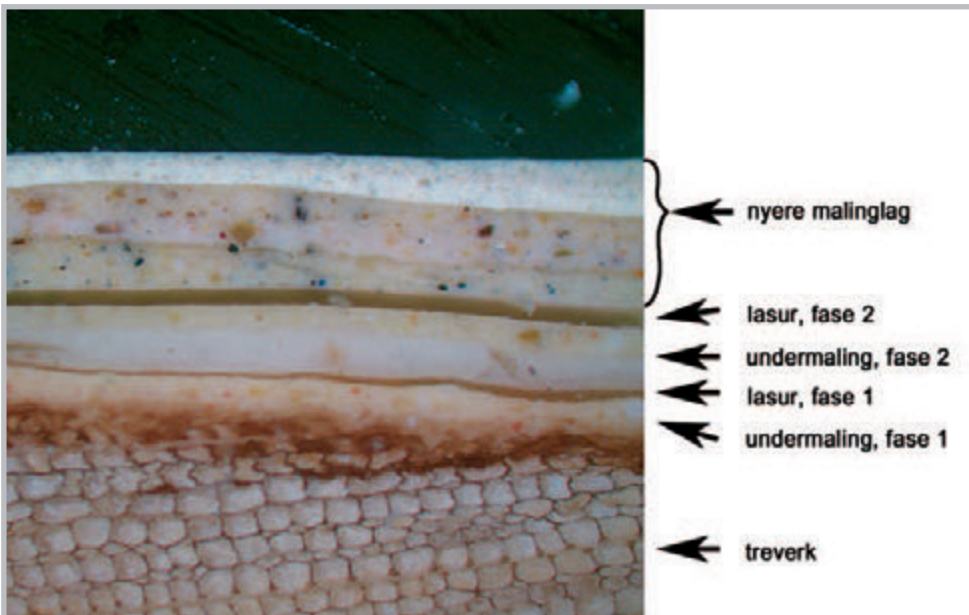 nyere malinglag
lasur, fase 2
undermaling, fase 2
lasur, fase 1
undermaling, fase 1
treverk